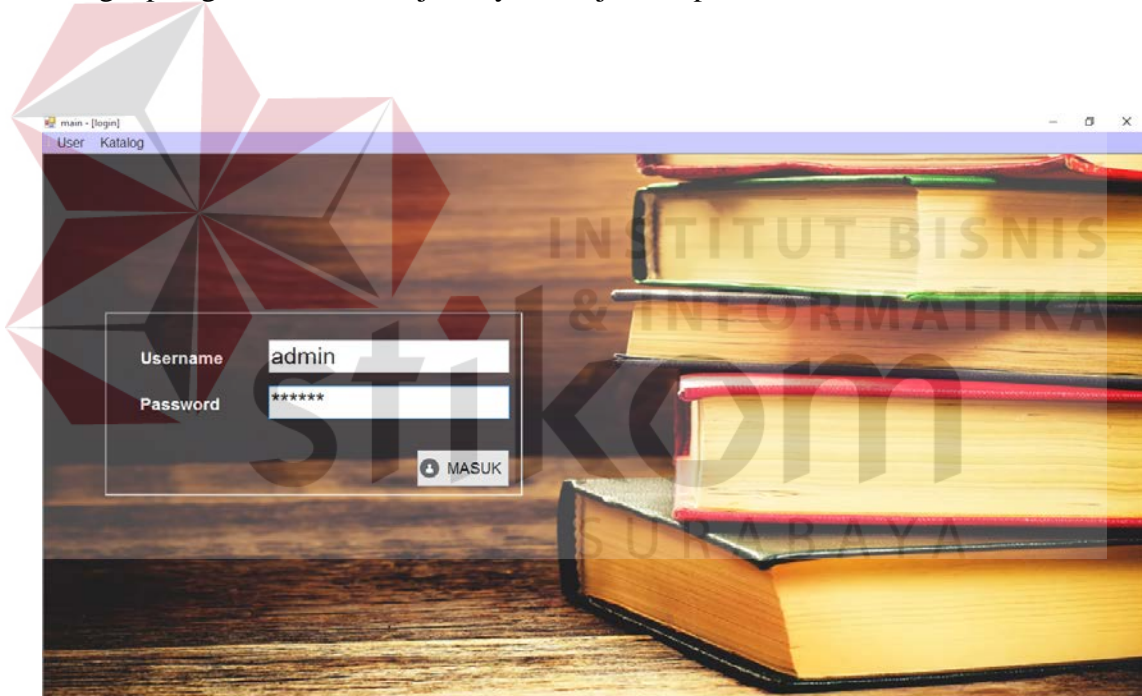 main - [login]
User Katalog
INSTITUT BISNIS
& INFORMATIKA
Username admin
Password ******
stikom
MASUK
SURABAYA